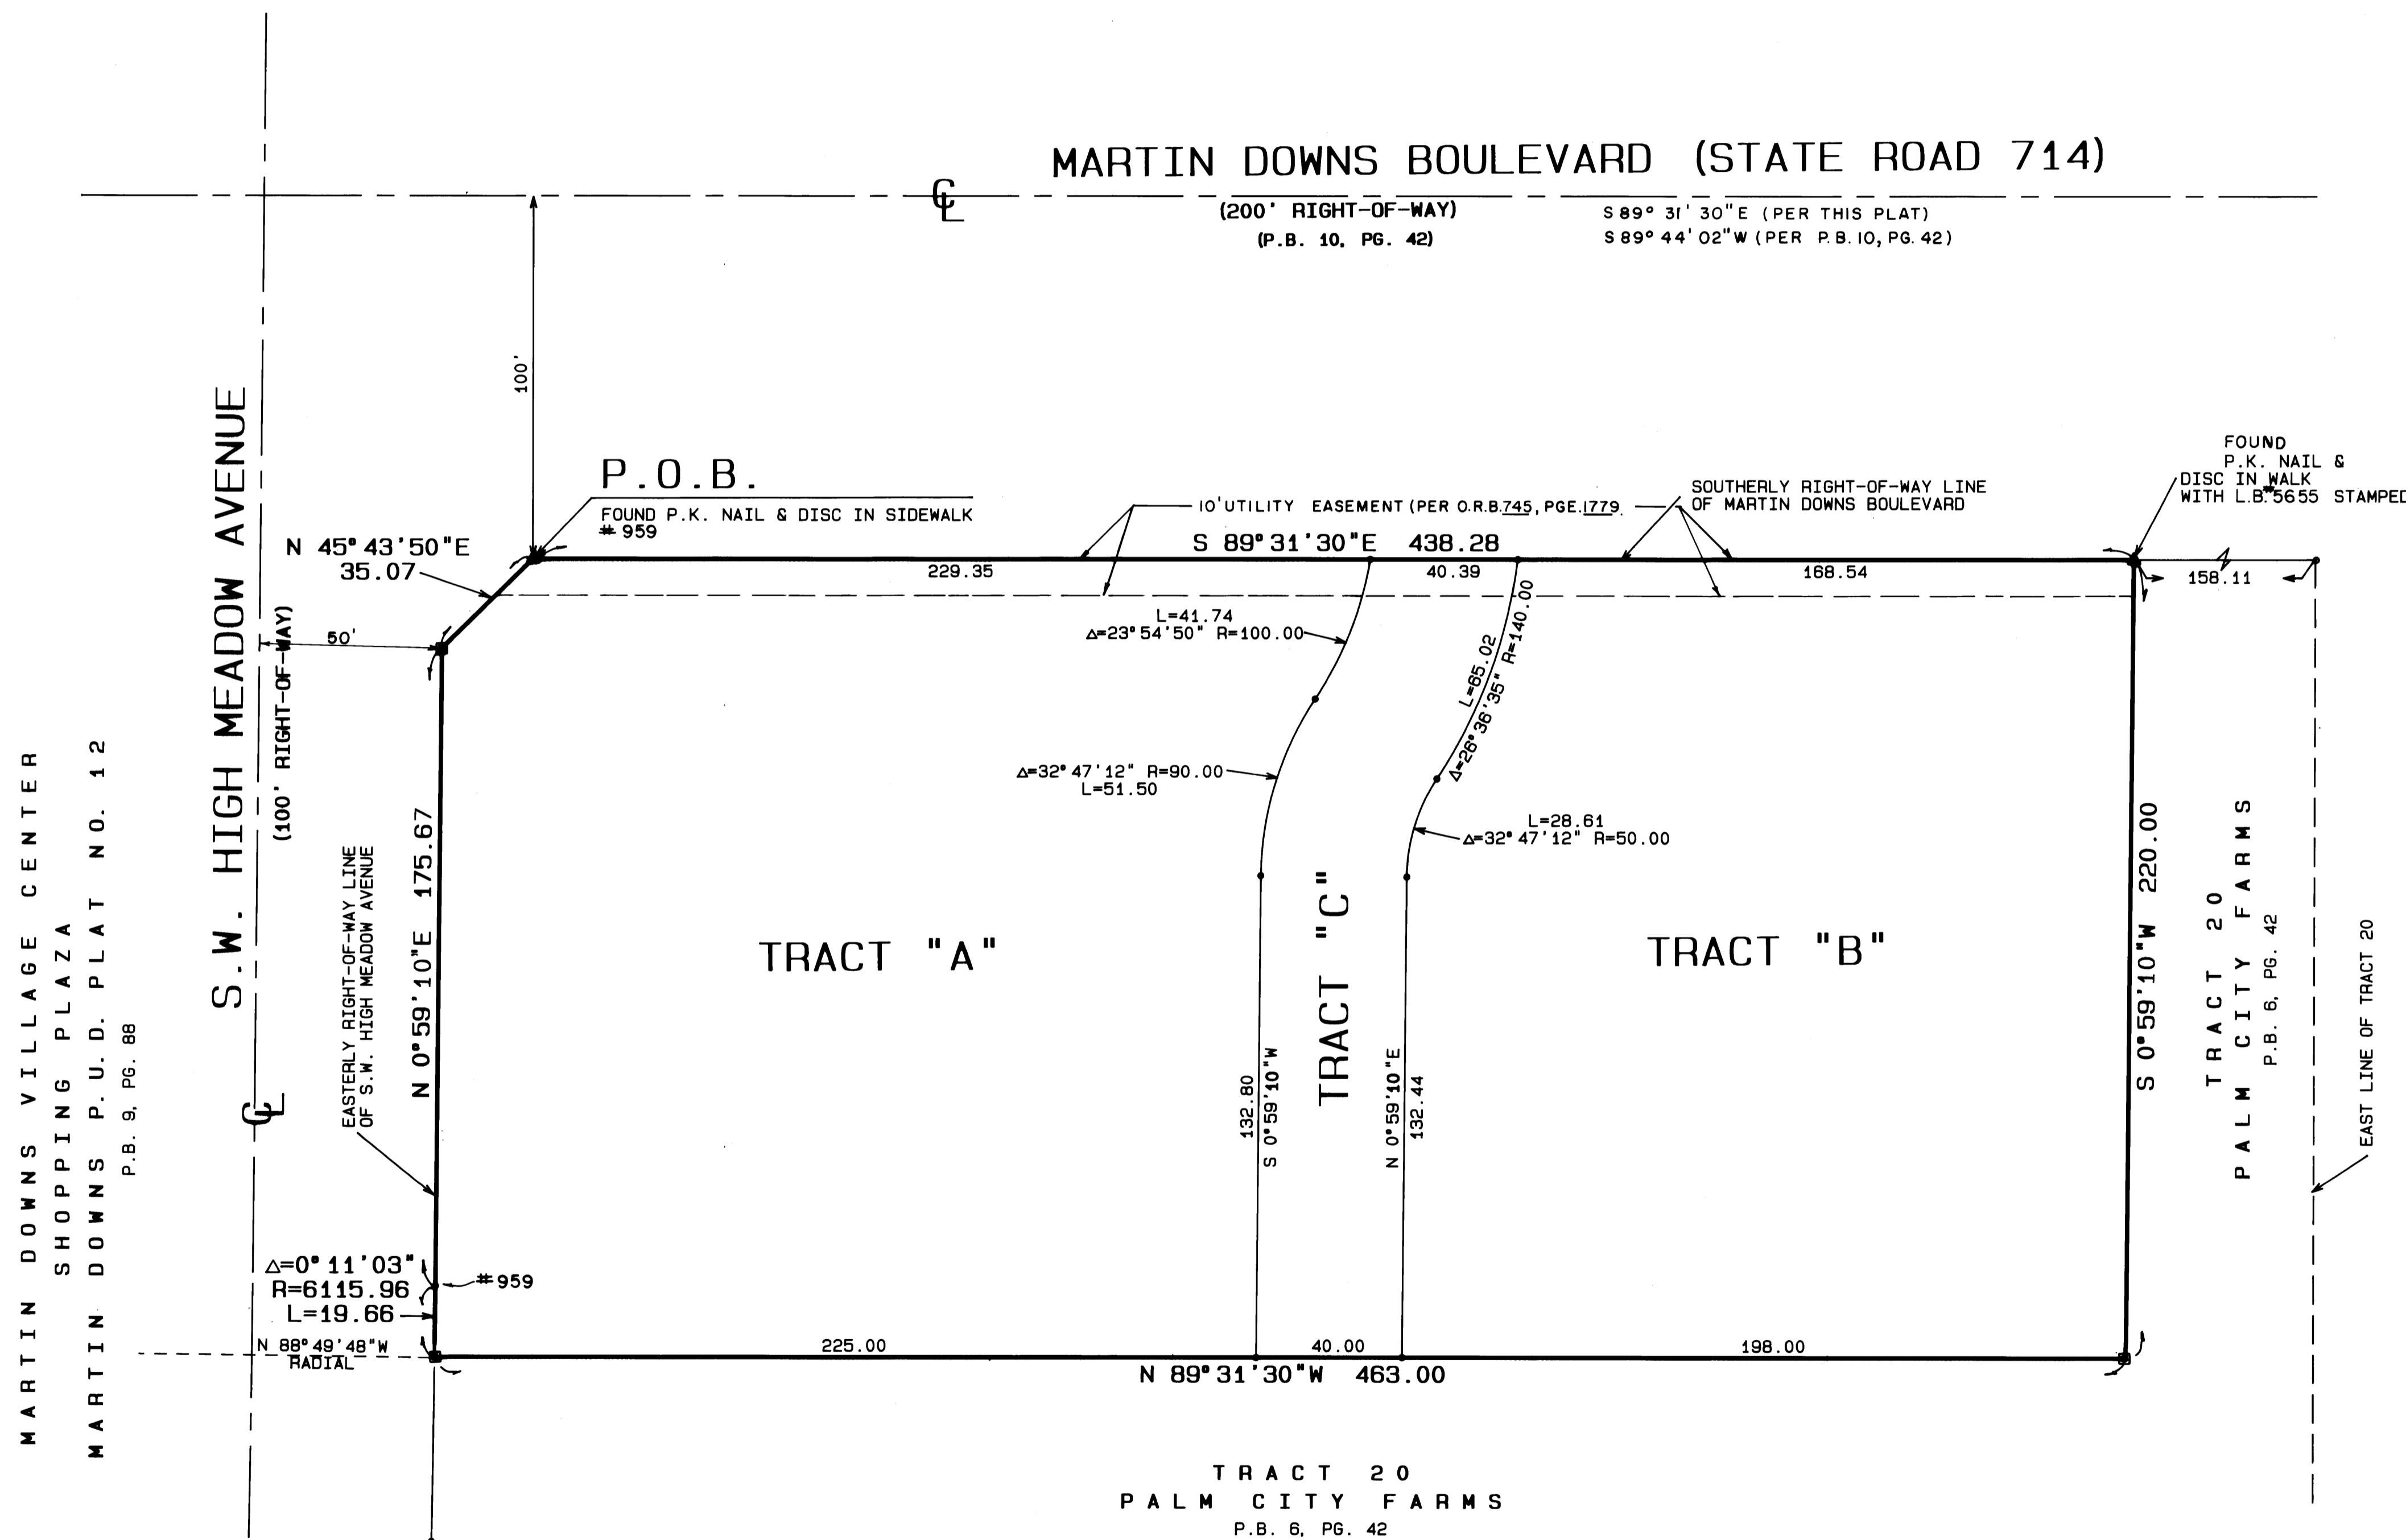 MARTIN DOWNS BOULEVARD (STATE ROAD 714)
CL
(200' RIGHT-OF-WAY)
(P.B. 10, PG. 42)
S 89° 31' 30"E (PER THIS PLAT)
S 89° 44' 02"W (PER P.B. 10, PG. 42)
100'
P.O.B.
FOUND P.K. NAIL & DISC IN SIDEWALK
#959
N 45°43'50"E
35.07
50'
10' UTILITY EASEMENT (PER O.R.B. 745, PGE. 1779
SOUTHERLY RIGHT-OF-WAY LINE
OF MARTIN DOWNS BOULEVARD
FOUND
P.K. NAIL &
DISC IN WALK
WITH L.B.#5655 STAMPED
S 89°31'30"E 438.28
229.35
40.39
168.54
158.11
L=41.74
Δ=23°54'50" R=100.00
L=65.02
Δ=26°36'35" R=140.00
Δ=32°47'12" R=90.00
L=51.50
L=28.61
Δ=32°47'12" R=50.00
TRACT "A"
TRACT "C"
TRACT "B"
132.80
S 0°59'10"W
N 0°59'10"E
132.44
S 0°59'10"W 220.00
TRACT 20
PALM CITY FARMS
P.B. 6, PG. 42
EAST LINE OF TRACT 20
MARTIN DOWNS VILLAGE CENTER
SHOPPING PLAZA
MARTIN DOWNS P.U.D. PLAT NO. 12
P.B. 9, PG. 88
S.W. HIGH MEADOW AVENUE
(100' RIGHT-OF-WAY)
CL
EASTERLY RIGHT-OF-WAY LINE
OF S.W. HIGH MEADOW AVENUE
N 0°59'10"E 175.67
Δ=0°11'03"
R=6115.96
L=19.66
#959
N 88°49'48"W
RADIAL
225.00
40.00
198.00
N 89°31'30"W 463.00
TRACT 20
PALM CITY FARMS
P.B. 6, PG. 42